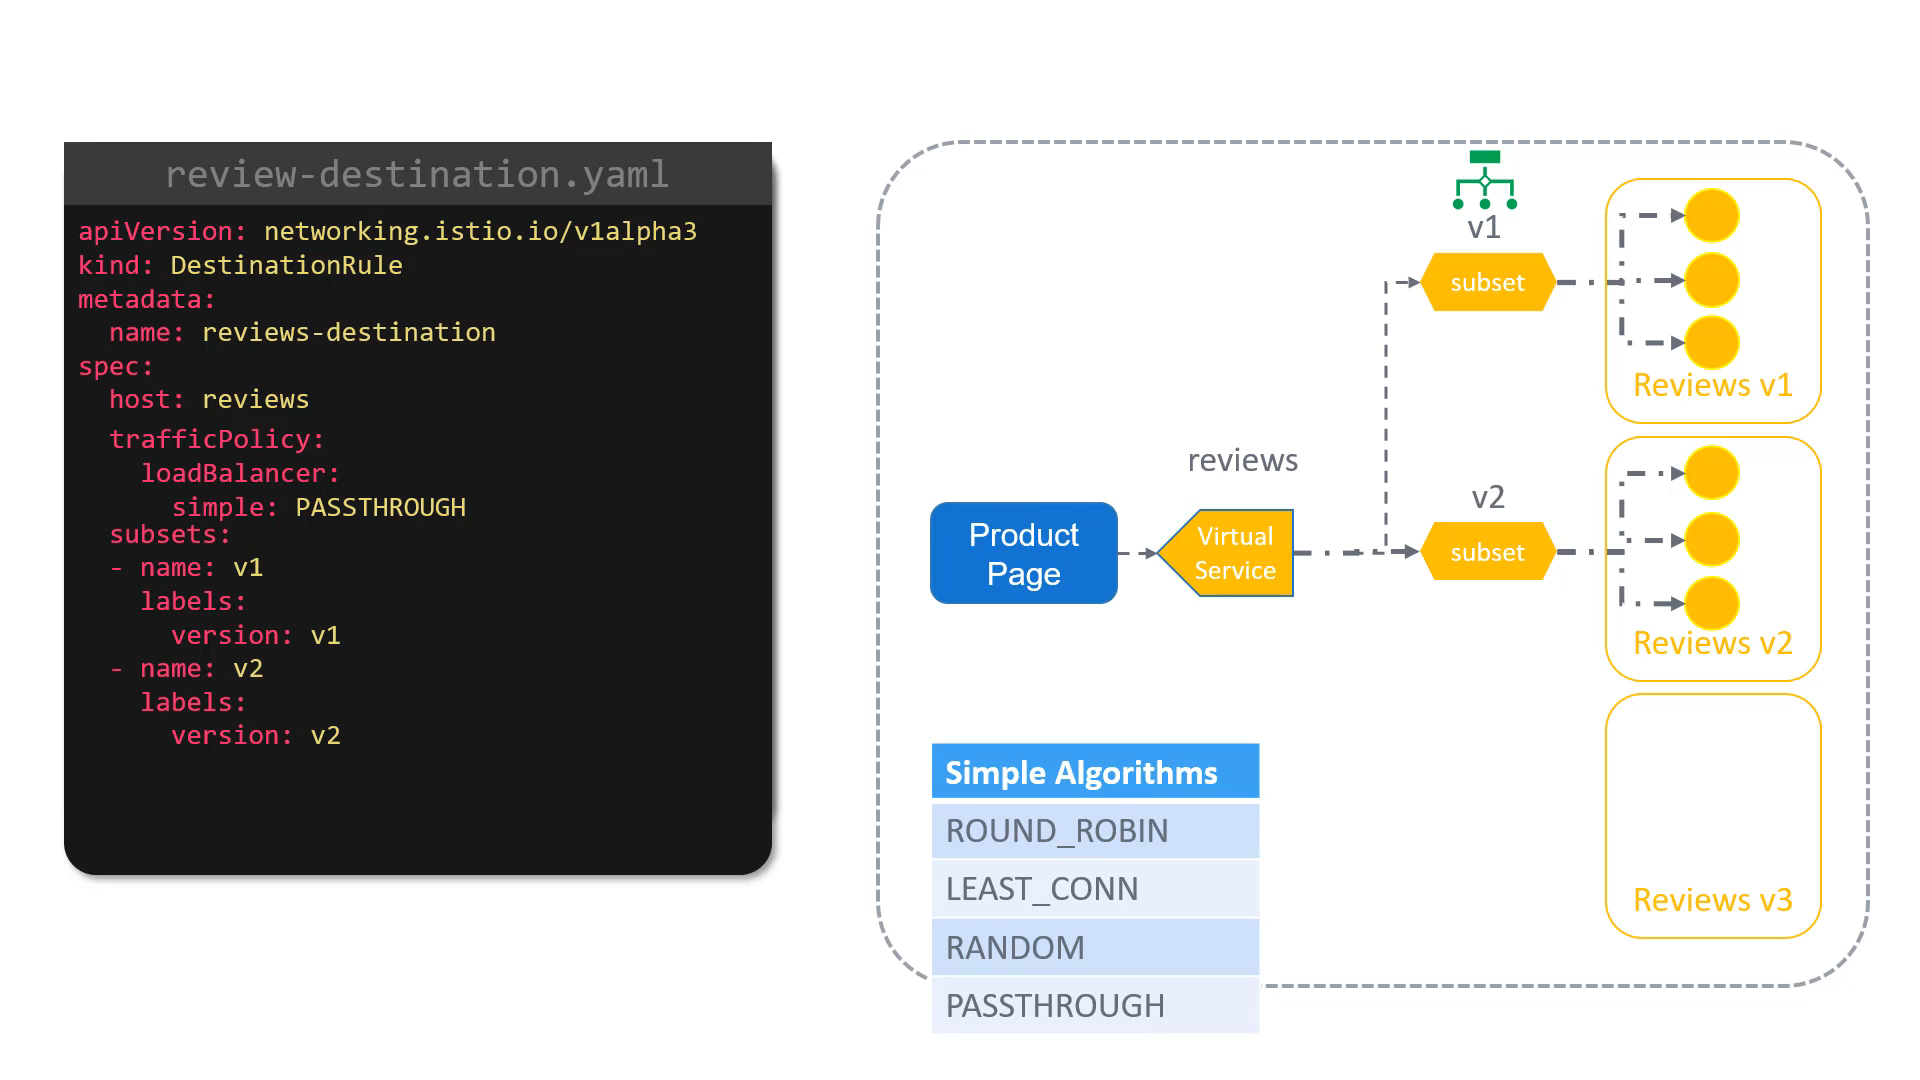 review-destination.yaml
apiVersion: networking.istio.io/v1alpha3
kind: DestinationRule
metadata:
  name: reviews-destination
spec:
  host: reviews
  trafficPolicy:
    loadBalancer:
      simple: PASSTHROUGH
  subsets:
  - name: v1
    labels:
      version: v1
  - name: v2
    labels:
      version: v2
v1
subset
Reviews v1
reviews
Product
Page
Virtual
Service
v2
subset
Reviews v2
Reviews v3
Simple Algorithms
ROUND_ROBIN
LEAST_CONN
RANDOM
PASSTHROUGH